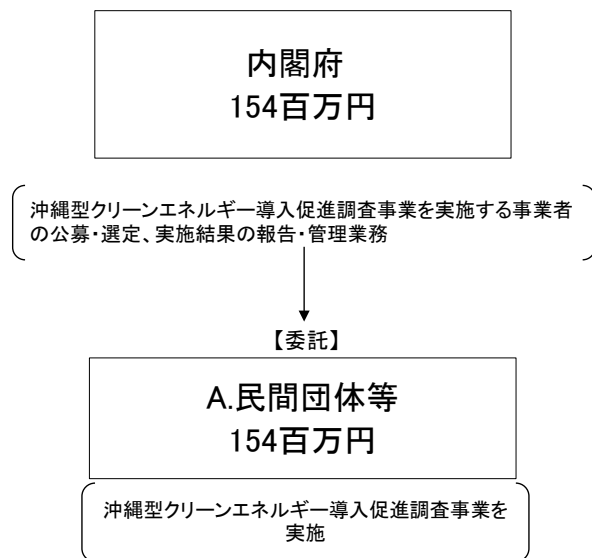 内閣府
154百万円
沖縄型クリーンエネルギー導入促進調査事業を実施する事業者
の公募・選定、実施結果の報告・管理業務
【委託】
A.民間団体等
154百万円
沖縄型クリーンエネルギー導入促進調査事業を
実施